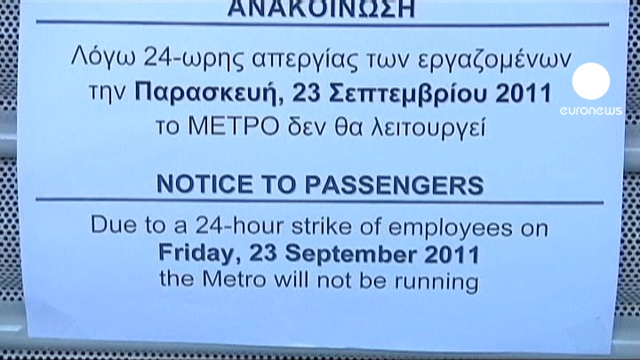 ΑΝΑΚΟΙΝΩΣΗ
Λόγω 24-ωρης απεργίας των εργαζομένων
την Παρασκευή, 23 Σεπτεμβρίου 2011
το ΜΕΤΡΟ δεν θα λειτουργεί
euronews
NOTICE TO PASSENGERS
Due to a 24-hour strike of employees on
Friday, 23 September 2011
the Metro will not be running